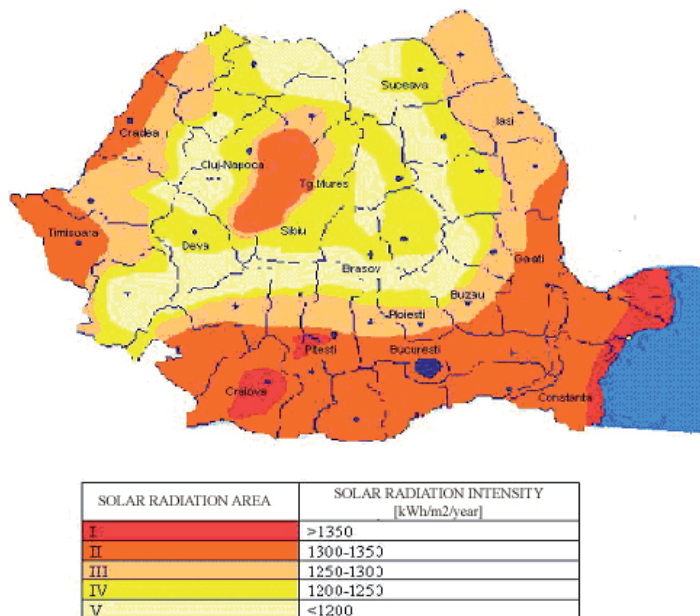 Suceava
Iasi
Oradea
Cluj-Napoca
Tg.Mures
Timisoara
Sibiu
Deva
Galati
Brasov
Buzau
Ploiesti
Pitesti
Bucuresti
Craiova
Constanta
SOLAR RADIATION AREA
SOLAR RADIATION INTENSITY
[kWh/m2/year]
I
>1350
II
1300-1350
III
1250-1300
IV
1200-1250
V
<1200